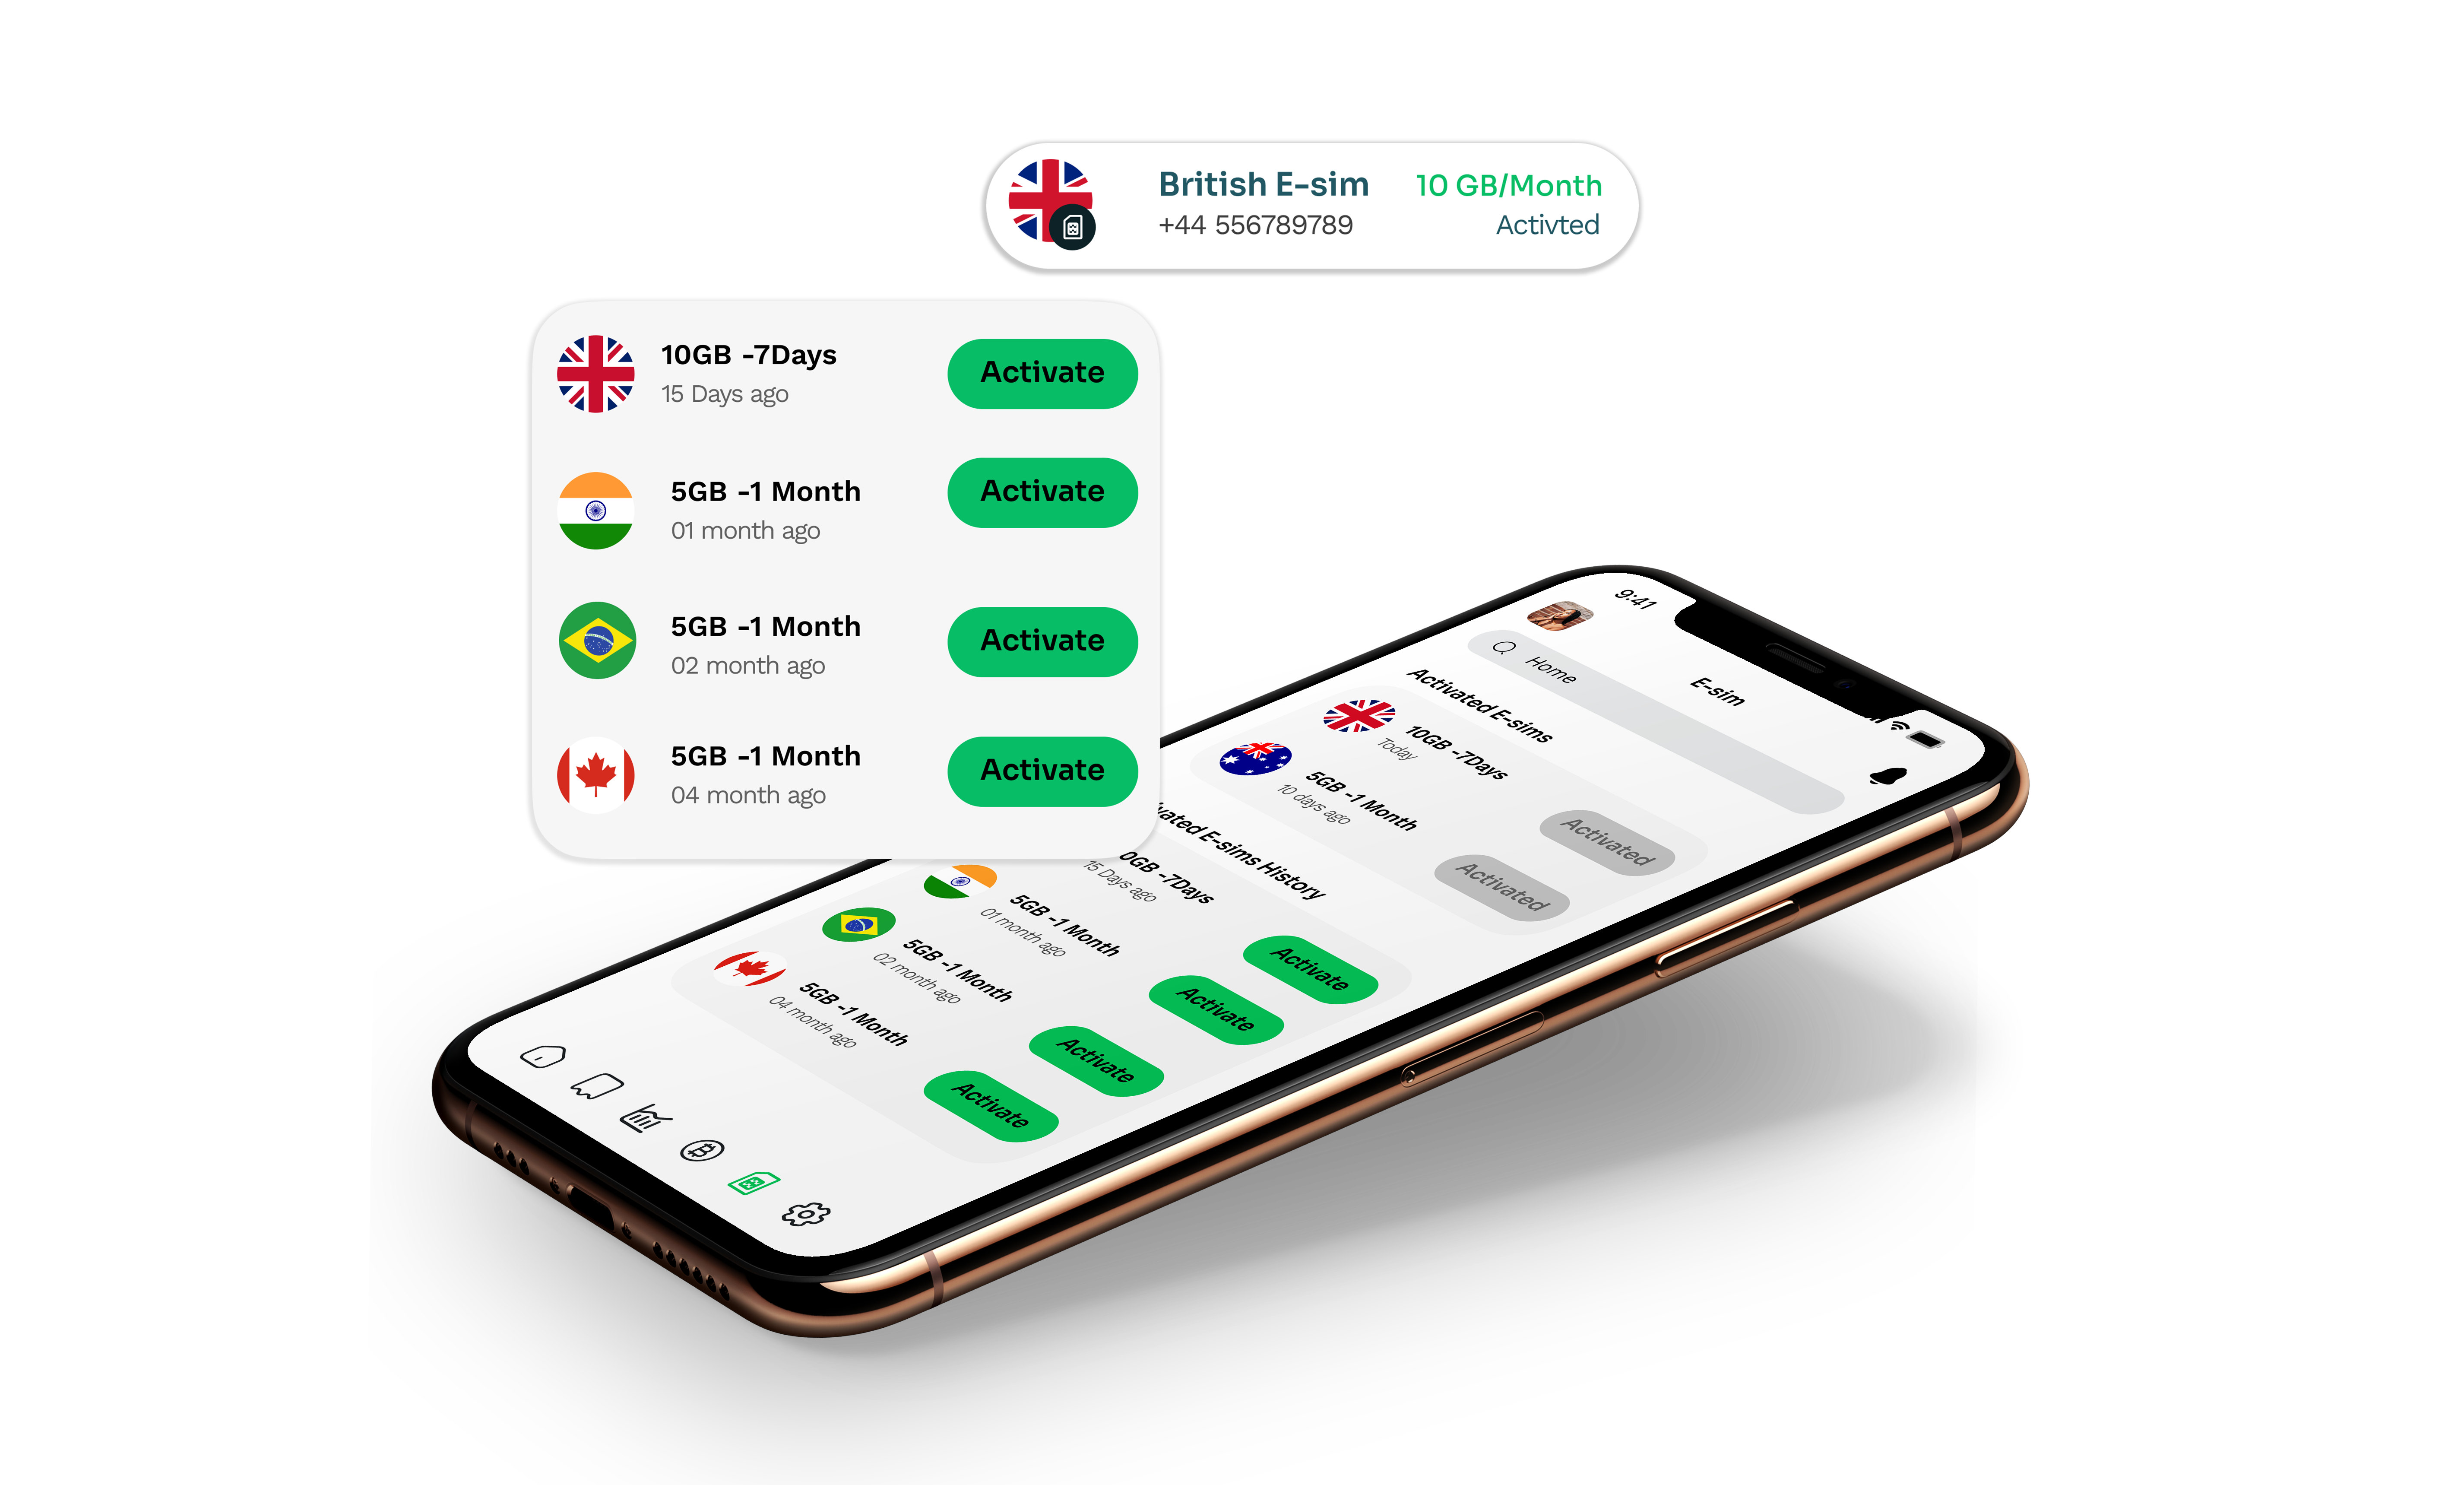 British E-sim 10 GB/Month
+44 556789789 Activted
10GB -7Days
15 Days ago
Activate
5GB -1 Month
01 month ago
Activate
5GB -1 Month
02 month ago
Activate
5GB -1 Month
04 month ago
Activate
9:41
E-sim
Home
Activated E-sims
10GB -7Days
Today
Activated
5GB -1 Month
10 days ago
Activated
E-sims History
-7Days
15 Days ago
Activate
5GB -1 Month
01 month ago
Activate
5GB -1 Month
02 month ago
Activate
5GB -1 Month
04 month ago
Activate